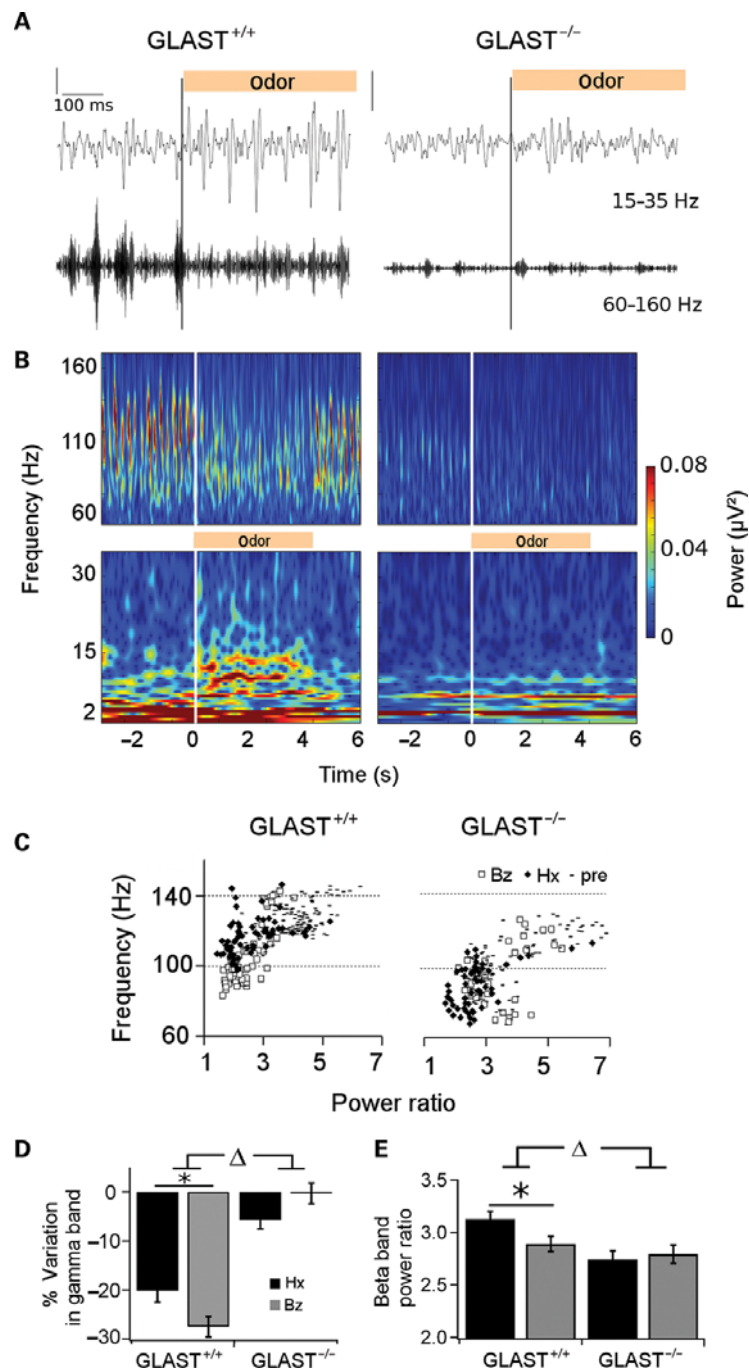 A
GLAST+/+
GLAST−/−
Odor
Odor
100 ms
15–35 Hz
60–160 Hz
B
160
110
60
Frequency (Hz)
Odor
Odor
30
15
2
−2 0 2 4 6
−2 0 2 4 6
Time (s)
0.08
0.04
0
Power (µV²)
C
GLAST+/+
GLAST−/−
Bz Hx pre
Frequency (Hz)
140
100
60
1 3 5 7
1 3 5 7
Power ratio
D
Δ
*
0
−10
−20
−30
% Variation
in gamma band
Hx
Bz
GLAST+/+ GLAST−/−
E
Δ
*
3.5
3.0
2.5
2.0
Beta band
power ratio
GLAST+/+ GLAST−/−